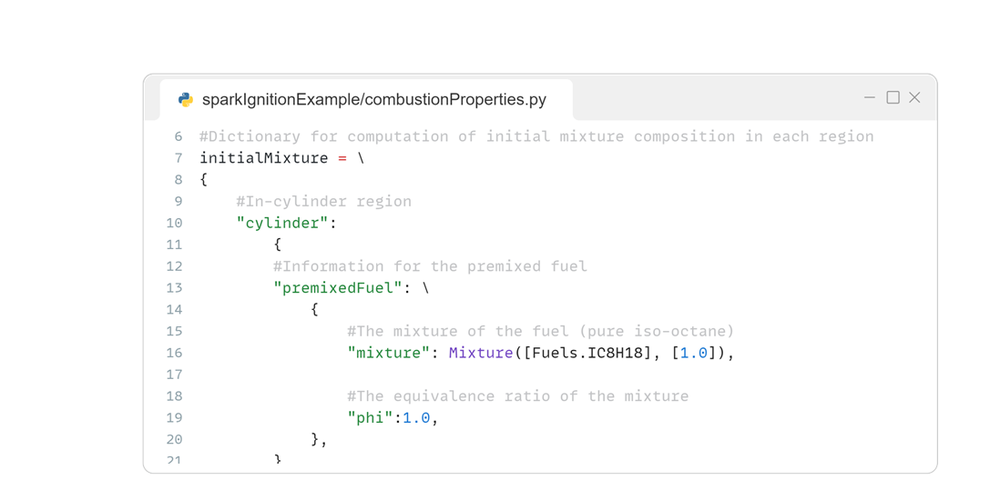 sparkIgnitionExample/combustionProperties.py
6 #Dictionary for computation of initial mixture composition in each region
7 initialMixture = \
8 {
9     #In-cylinder region
10     "cylinder":
11         {
12         #Information for the premixed fuel
13         "premixedFuel": \
14             {
15                 #The mixture of the fuel (pure iso-octane)
16                 "mixture": Mixture([Fuels.IC8H18], [1.0]),
17
18                 #The equivalence ratio of the mixture
19                 "phi":1.0,
20             },
21         }